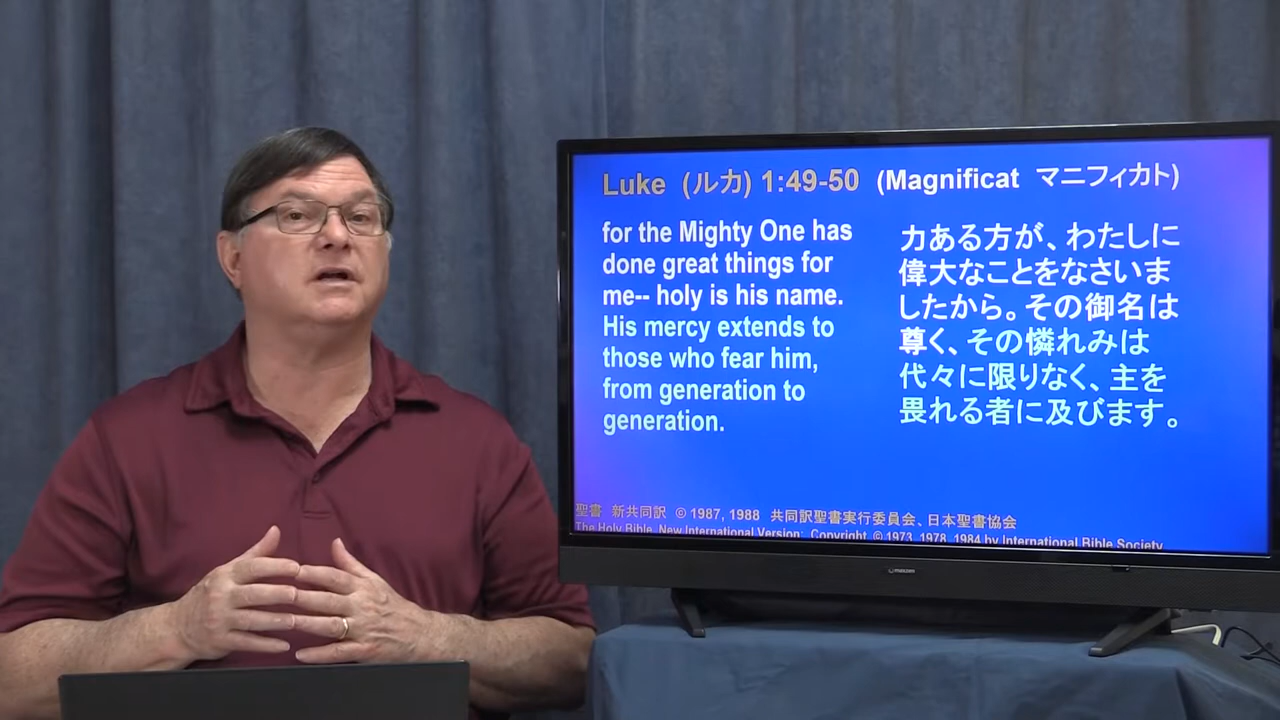 Luke (ルカ) 1:49-50 (Magnificat マニフィカト)
for the Mighty One has
done great things for
me-- holy is his name.
His mercy extends to
those who fear him,
from generation to
generation.
力ある方が、わたしに
偉大なことをなさいま
したから。その御名は
尊く、その憐れみは
代々に限りなく、主を
畏れる者に及びます。
聖書 新共同訳 © 1987, 1988 共同訳聖書実行委員会、日本聖書協会
The Holy Bible, New International Version: Copyright © 1973, 1978, 1984 by International Bible Society